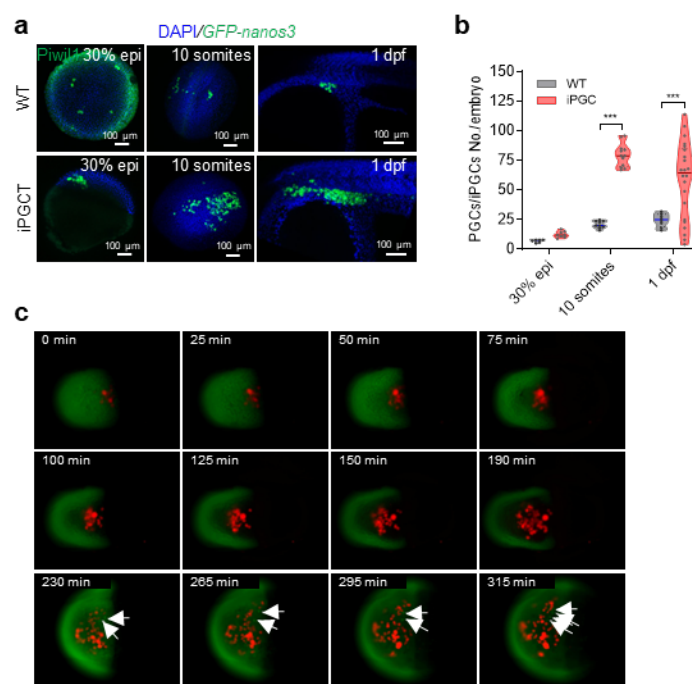 a
DAPI/GFP-nanos3
Piwil1 30% epi
10 somites
1 dpf
WT
100 µm
100 µm
100 µm
30% epi
10 somites
1 dpf
iPGCT
100 µm
100 µm
100 µm
b
PGCs/iPGCs No./embryo
150
125
100
75
50
25
0
WT
iPGC
***
***
30% epi
10 somites
1 dpf
c
0 min
25 min
50 min
75 min
100 min
125 min
150 min
190 min
230 min
265 min
295 min
315 min